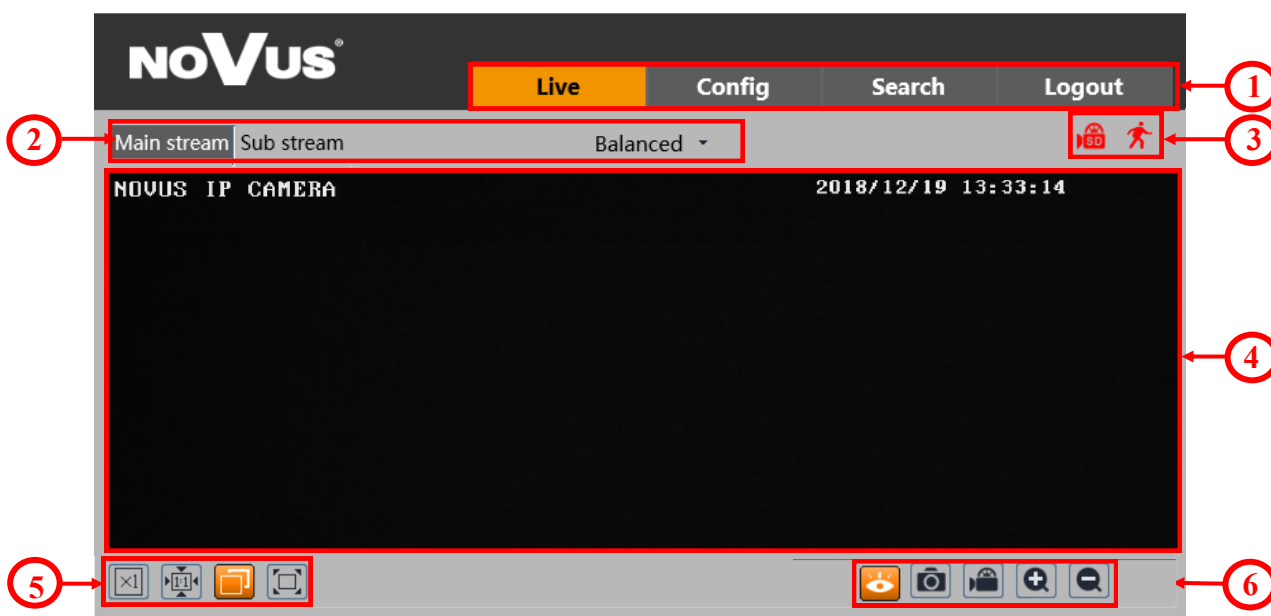 NOVUS®
Live Config Search Logout
1
2
Main stream Sub stream Balanced
SD
3
NOVUS IP CAMERA 2018/12/19 13:33:14
4
5
×1 1:1
6